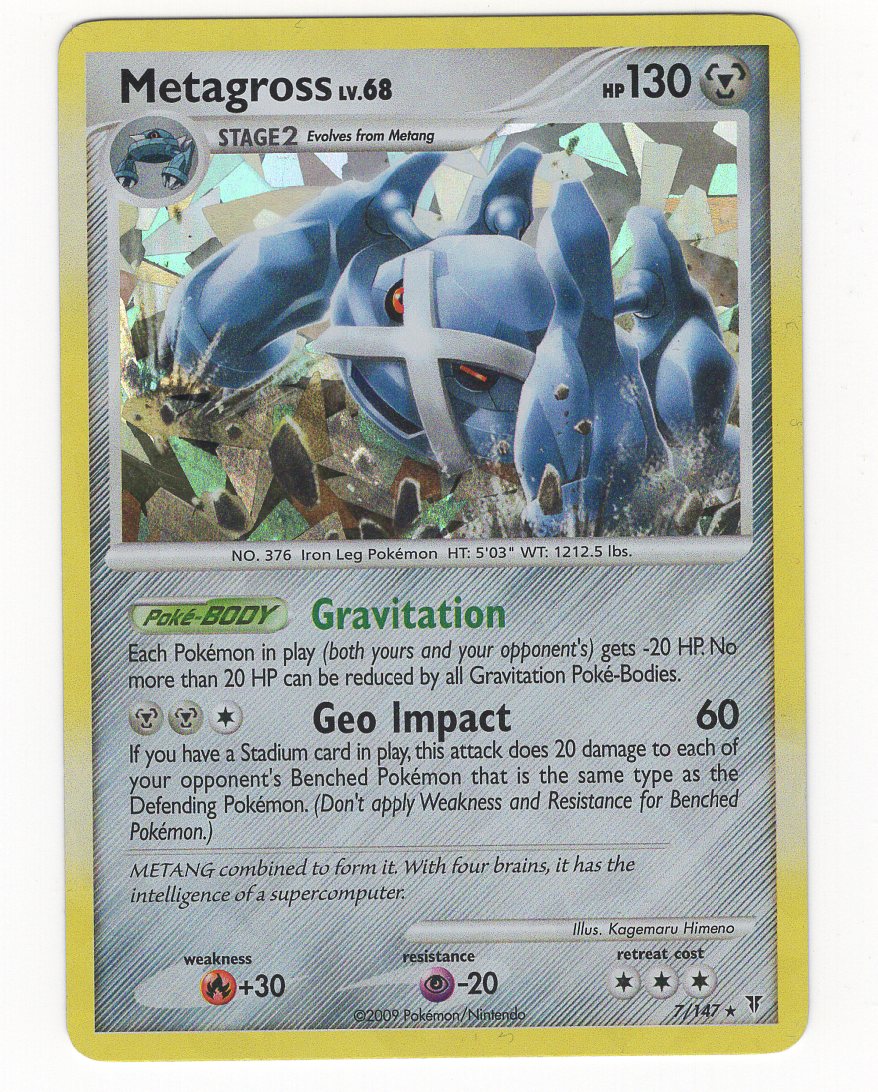 Metagross LV.68 HP130
STAGE2 Evolves from Metang
NO. 376 Iron Leg Pokémon HT: 5'03" WT: 1212.5 lbs.
Poké-BODY Gravitation
Each Pokémon in play (both yours and your opponent's) gets -20 HP. No
more than 20 HP can be reduced by all Gravitation Poké-Bodies.
Geo Impact 60
If you have a Stadium card in play, this attack does 20 damage to each of
your opponent's Benched Pokémon that is the same type as the
Defending Pokémon. (Don't apply Weakness and Resistance for Benched
Pokémon.)
METANG combined to form it. With four brains, it has the
intelligence of a supercomputer.
Illus. Kagemaru Himeno
weakness resistance retreat cost
+30 -20
7/147
©2009 Pokémon/Nintendo